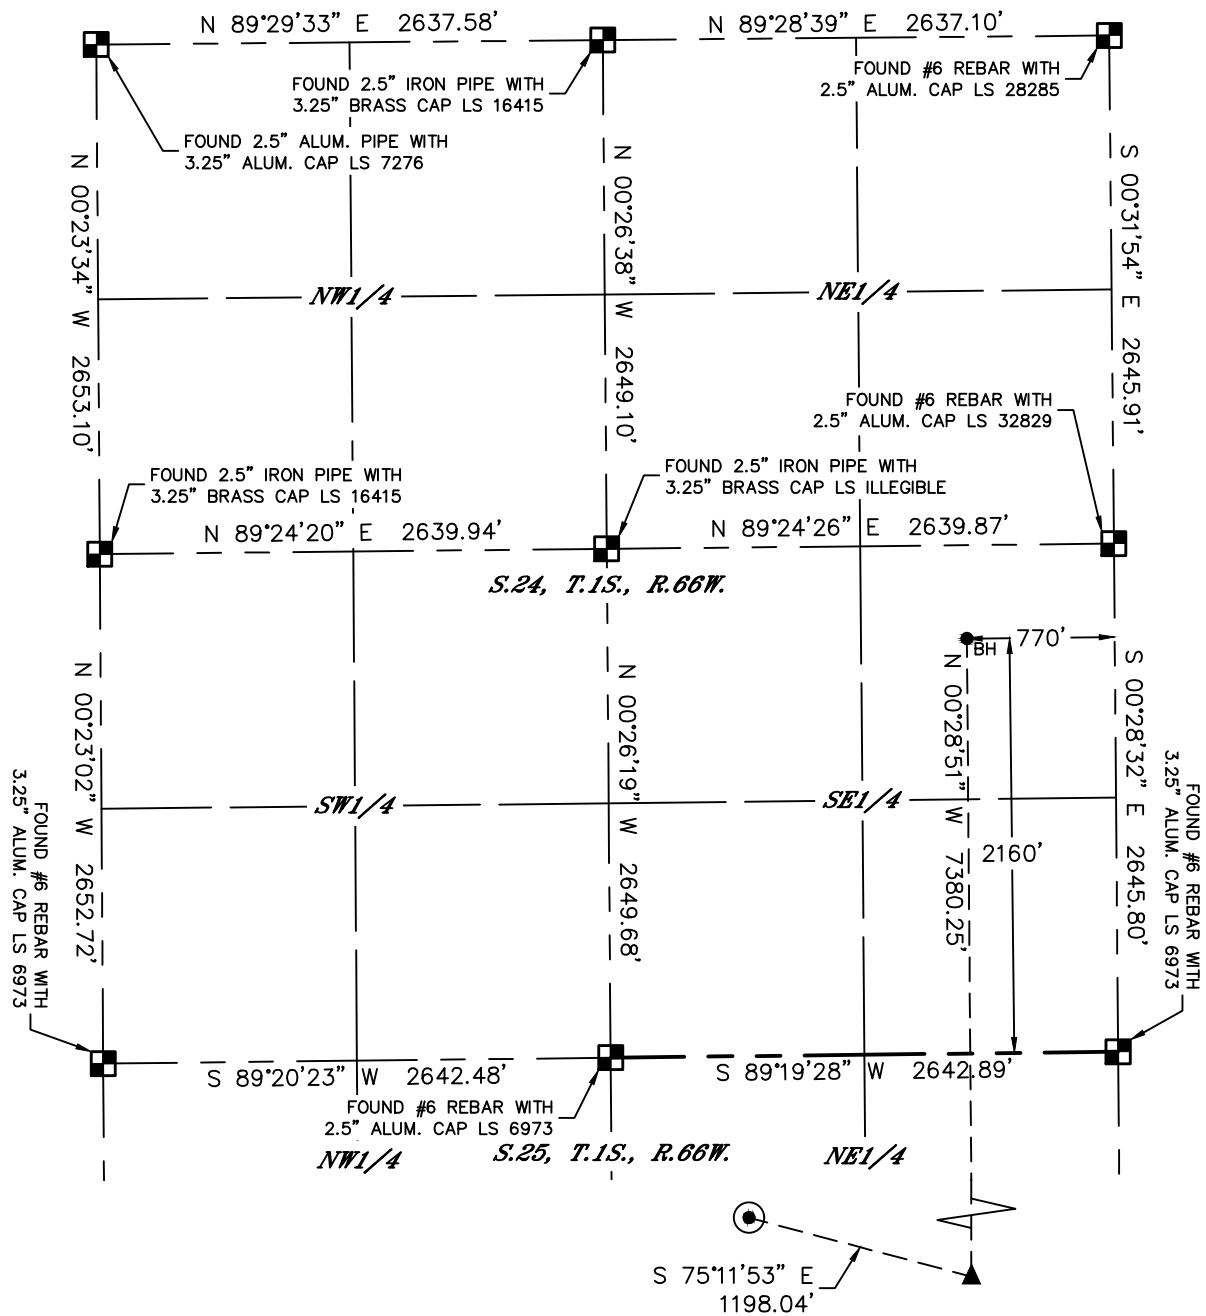 N 89°29'33" E 2637.58'
N 89°28'39" E 2637.10'
FOUND 2.5" IRON PIPE WITH
3.25" BRASS CAP LS 16415
FOUND #6 REBAR WITH
2.5" ALUM. CAP LS 28285
FOUND 2.5" ALUM. PIPE WITH
3.25" ALUM. CAP LS 7276
N 00°23'34" W 2653.10'
N 00°26'38" W 2649.10'
S 00°31'54" E 2645.91'
NW1/4
NE1/4
FOUND #6 REBAR WITH
2.5" ALUM. CAP LS 32829
FOUND 2.5" IRON PIPE WITH
3.25" BRASS CAP LS 16415
FOUND 2.5" IRON PIPE WITH
3.25" BRASS CAP LS ILLEGIBLE
N 89°24'20" E 2639.94'
N 89°24'26" E 2639.87'
S.24, T.1S., R.66W.
BH
770'
N 00°23'02" W 2652.72'
N 00°26'19" W 2649.68'
N 00°28'51" W 7380.25'
2160'
S 00°28'32" E 2645.80'
SW1/4
SE1/4
FOUND #6 REBAR WITH
3.25" ALUM. CAP LS 6973
FOUND #6 REBAR WITH
3.25" ALUM. CAP LS 6973
S 89°20'23" W 2642.48'
S 89°19'28" W 2642.89'
FOUND #6 REBAR WITH
2.5" ALUM. CAP LS 6973
NW1/4
S.25, T.1S., R.66W.
NE1/4
S 75°11'53" E
1198.04'